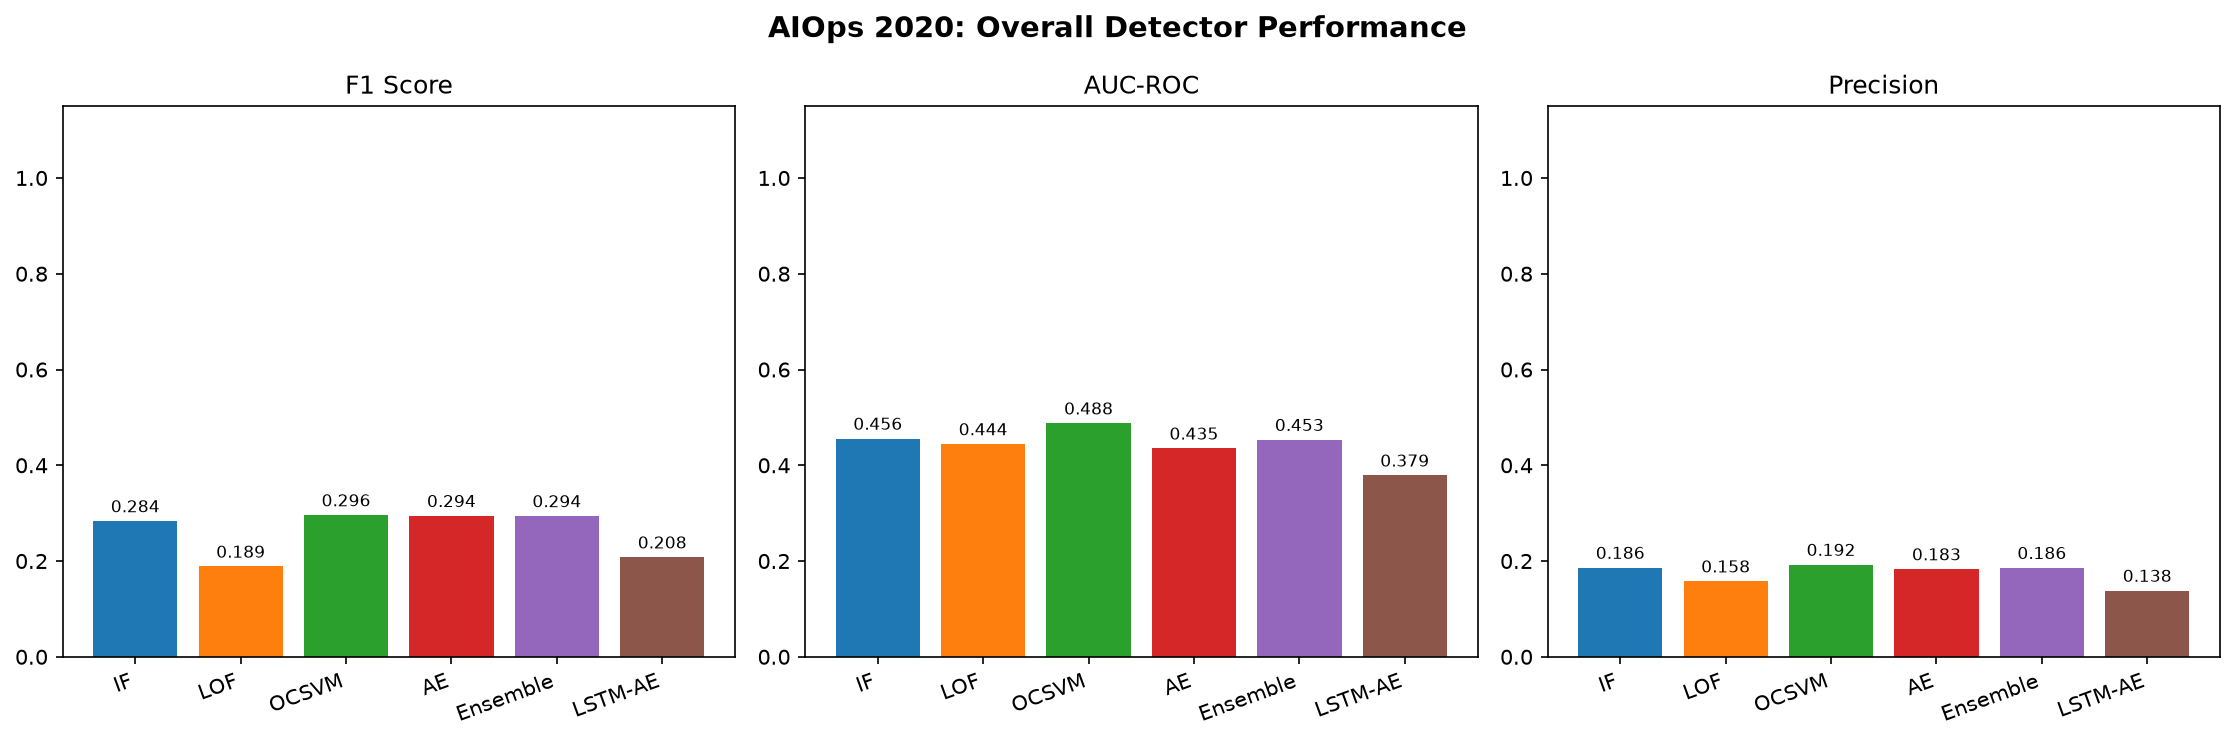 AIOps 2020: Overall Detector Performance
F1 Score
1.0
0.8
0.6
0.4
0.2
0.0
0.284
0.189
0.296
0.294
0.294
0.208
IF
LOF
OCSVM
AE
Ensemble
LSTM-AE
AUC-ROC
1.0
0.8
0.6
0.4
0.2
0.0
0.456
0.444
0.488
0.435
0.453
0.379
IF
LOF
OCSVM
AE
Ensemble
LSTM-AE
Precision
1.0
0.8
0.6
0.4
0.2
0.0
0.186
0.158
0.192
0.183
0.186
0.138
IF
LOF
OCSVM
AE
Ensemble
LSTM-AE